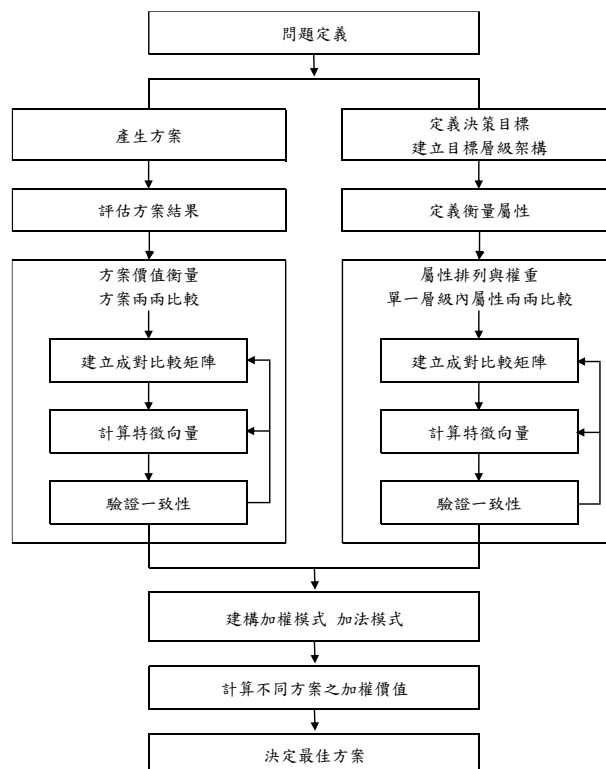 問題定義
產生方案
定義決策目標
建立目標層級架構
評估方案結果
定義衡量屬性
方案價值衡量
方案兩兩比較
建立成對比較矩陣
計算特徵向量
驗證一致性
屬性排列與權重
單一層級內屬性兩兩比較
建立成對比較矩陣
計算特徵向量
驗證一致性
建構加權模式 加法模式
計算不同方案之加權價值
決定最佳方案